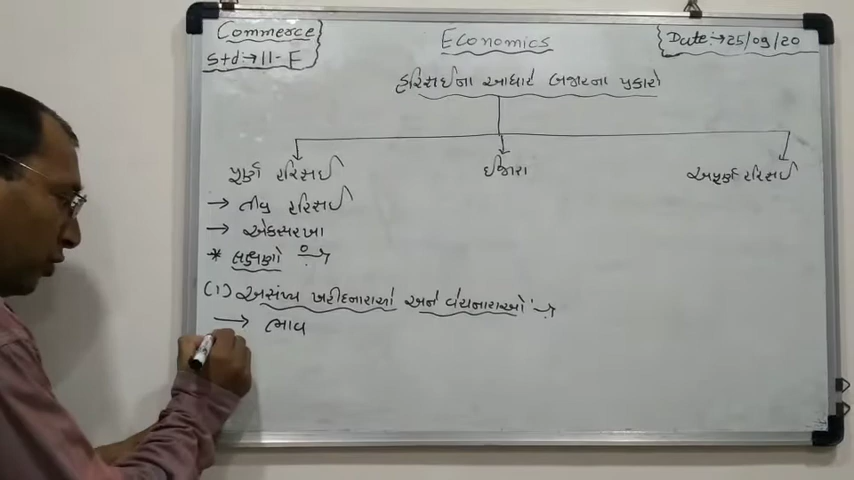 Commerce
Std:→11-E
Economics
Date:→25/09/20
હરિફાઈના આધારે બજારના પ્રકારો
પૂર્ણ હરિફાઈ
ઈજારા
અપૂર્ણ હરિફાઈ
→ તીવ્ર હરિફાઈ
→ એકસરખા
* લક્ષણો :→
(1) અસંખ્ય ખરીદનારાઓ અને વેચનારાઓ :→
→ ભાવ